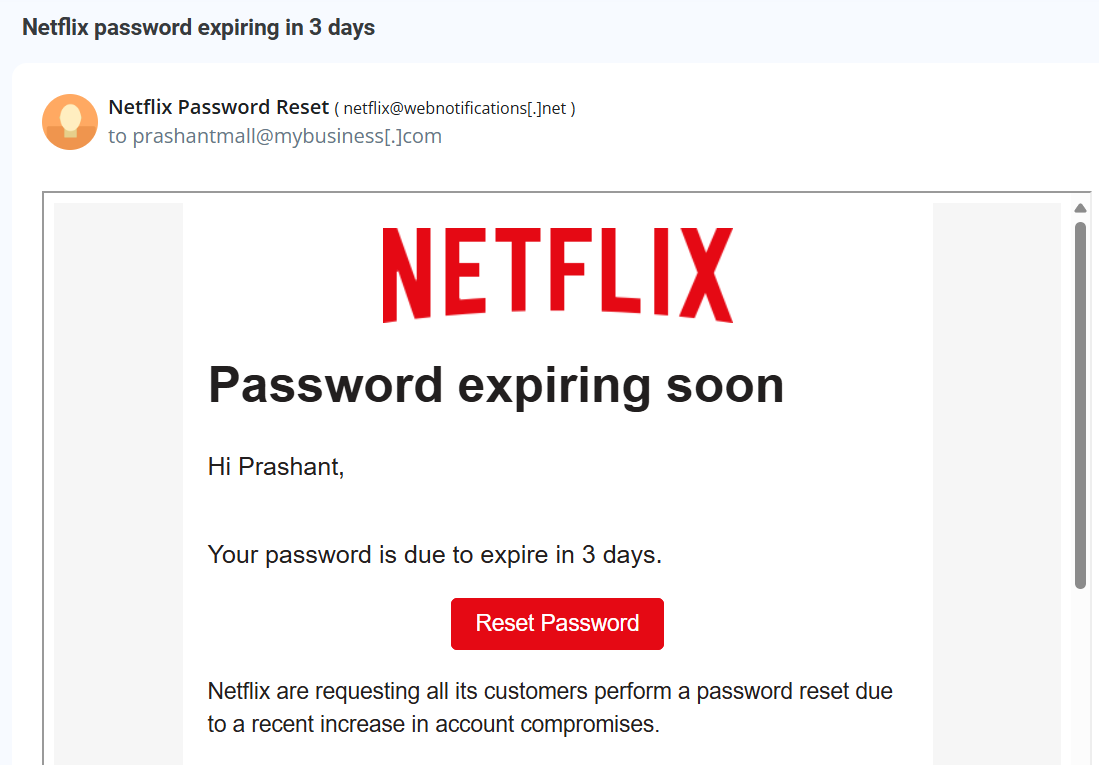 Netflix password expiring in 3 days
Netflix Password Reset ( netflix@webnotifications[.]net )
to prashantmall@mybusiness[.]com
NETFLIX
Password expiring soon
Hi Prashant,
Your password is due to expire in 3 days.
Reset Password
Netflix are requesting all its customers perform a password reset due
to a recent increase in account compromises.